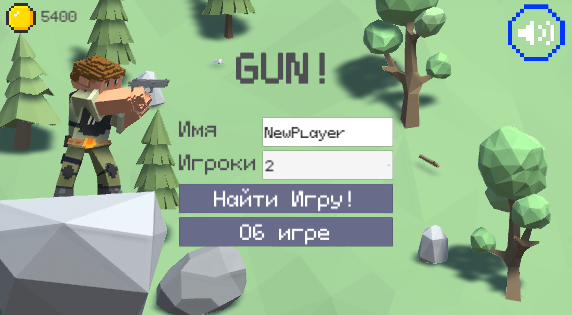 5400
GUN!
Имя
NewPlayer
Игроки
2
Найти Игру!
Об игре